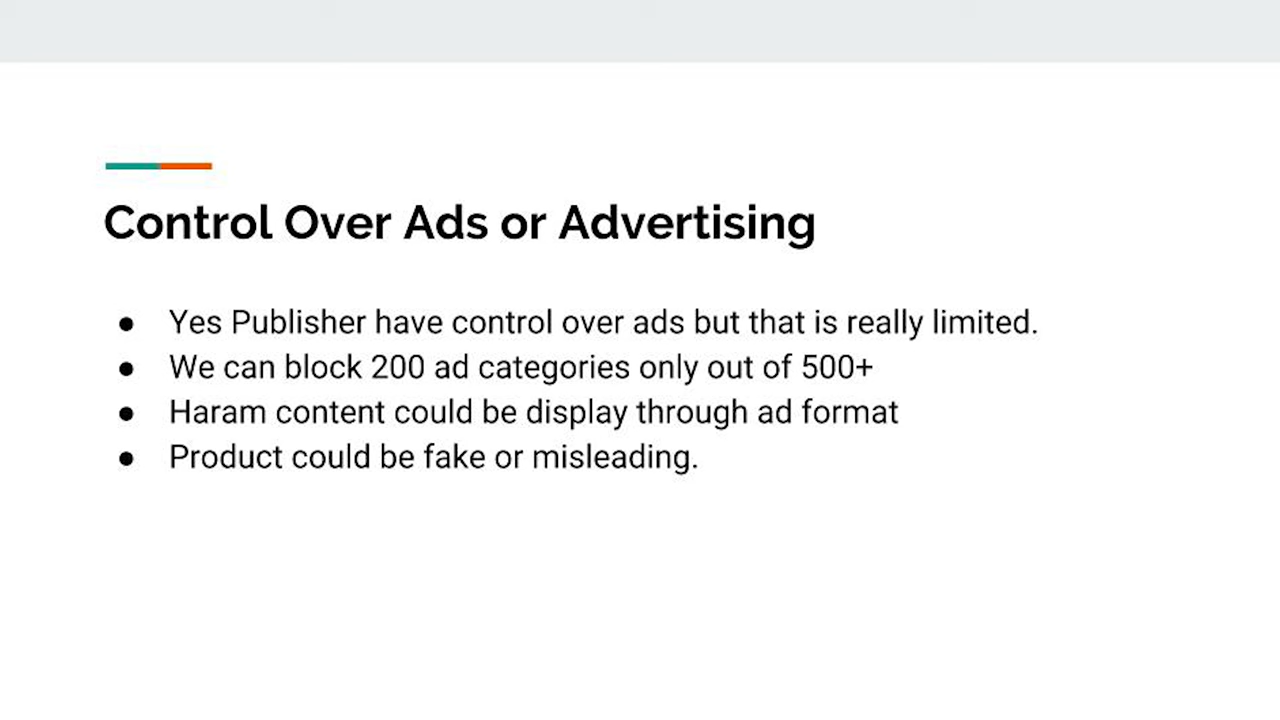 Control Over Ads or Advertising
● Yes Publisher have control over ads but that is really limited.
● We can block 200 ad categories only out of 500+
● Haram content could be display through ad format
● Product could be fake or misleading.